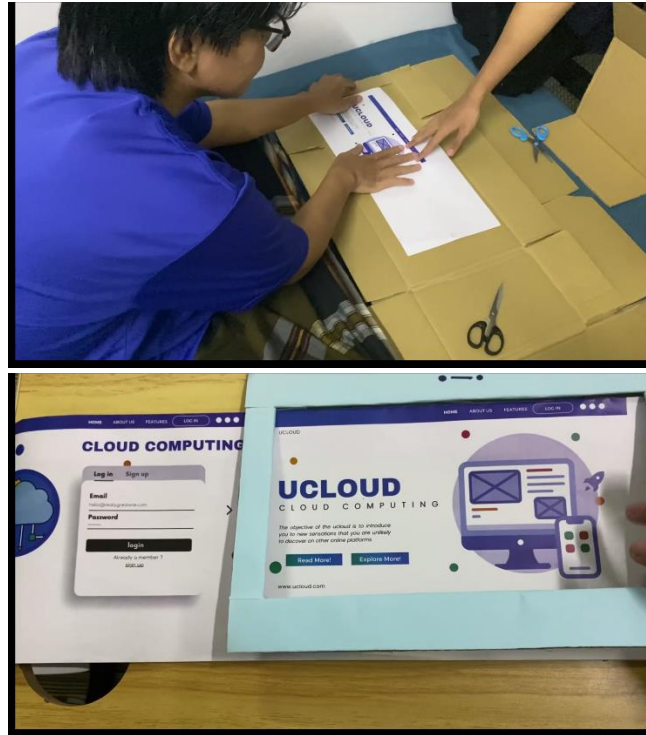 UCLOUD
HOME ABOUT US FEATURES LOG IN
CLOUD COMPUTING
Log in Sign up
Email
Password
login
Already a member ?
sign up
HOME ABOUT US FEATURES LOG IN
UCLOUD
UCLOUD
CLOUD COMPUTING
The objective of the ucloud is to introduce
you to new sensations that you are unlikely
to discover on other online platforms
Read More! Explore More!
www.ucloud.com